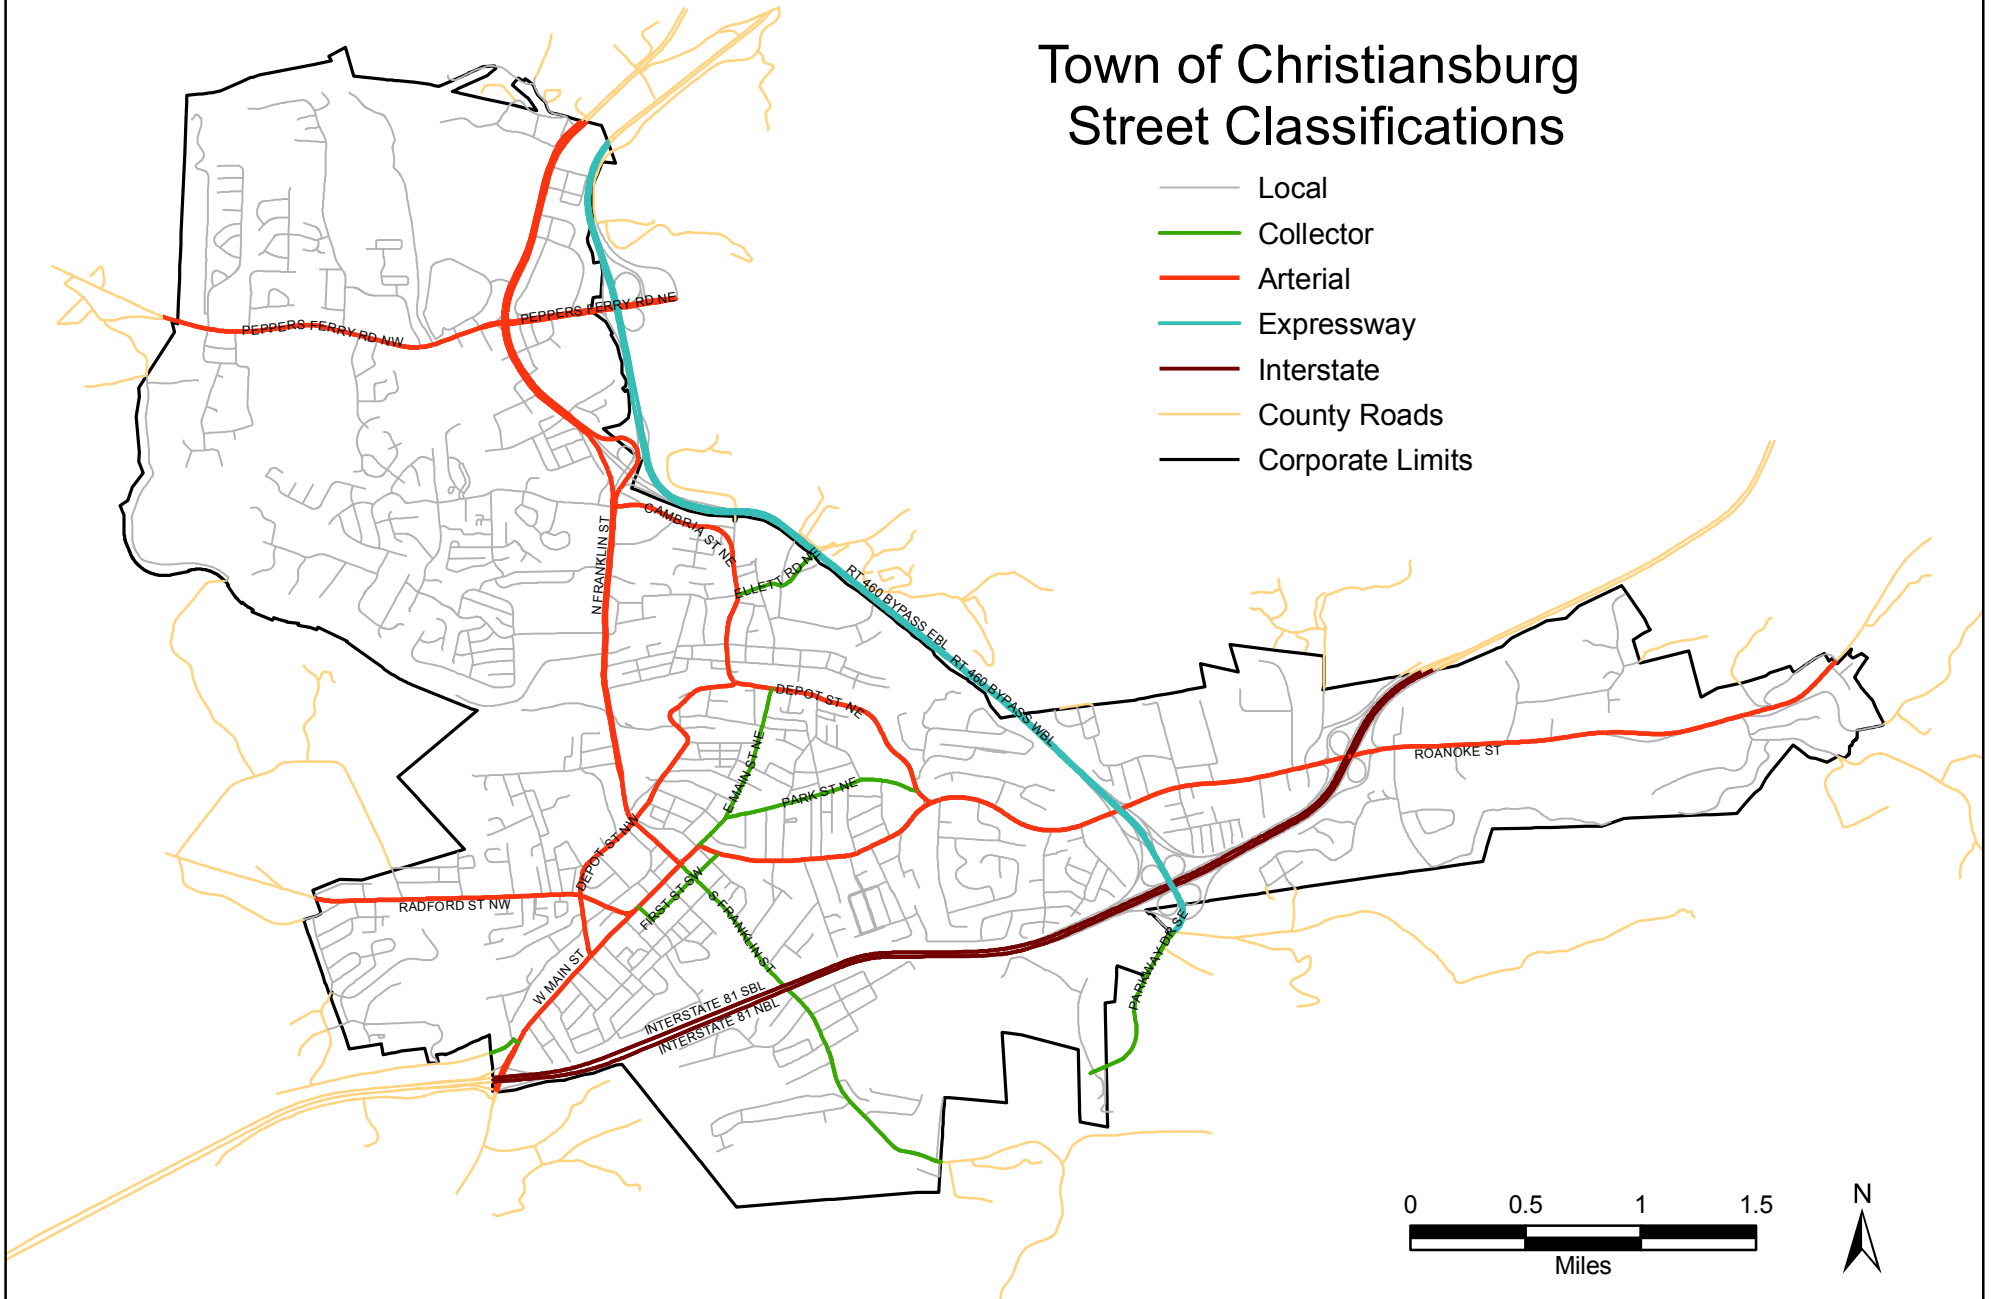 Town of Christiansburg
Street Classifications
Local
Collector
Arterial
Expressway
Interstate
County Roads
Corporate Limits
PEPPERS FERRY RD NE
PEPPERS FERRY RD NW
CAMBRIA ST NE
N FRANKLIN ST
ELLETT RD NE
RT 460 BYPASS EBL
RT 460 BYPASS WBL
DEPOT ST NE
E MAIN ST NE
PARK ST NE
ROANOKE ST
DEPOT ST NW
RADFORD ST NW
FIRST ST SW
S FRANKLIN ST
W MAIN ST
PARKWAY DR SE
INTERSTATE 81 SBL
INTERSTATE 81 NBL
0 0.5 1 1.5
Miles
N